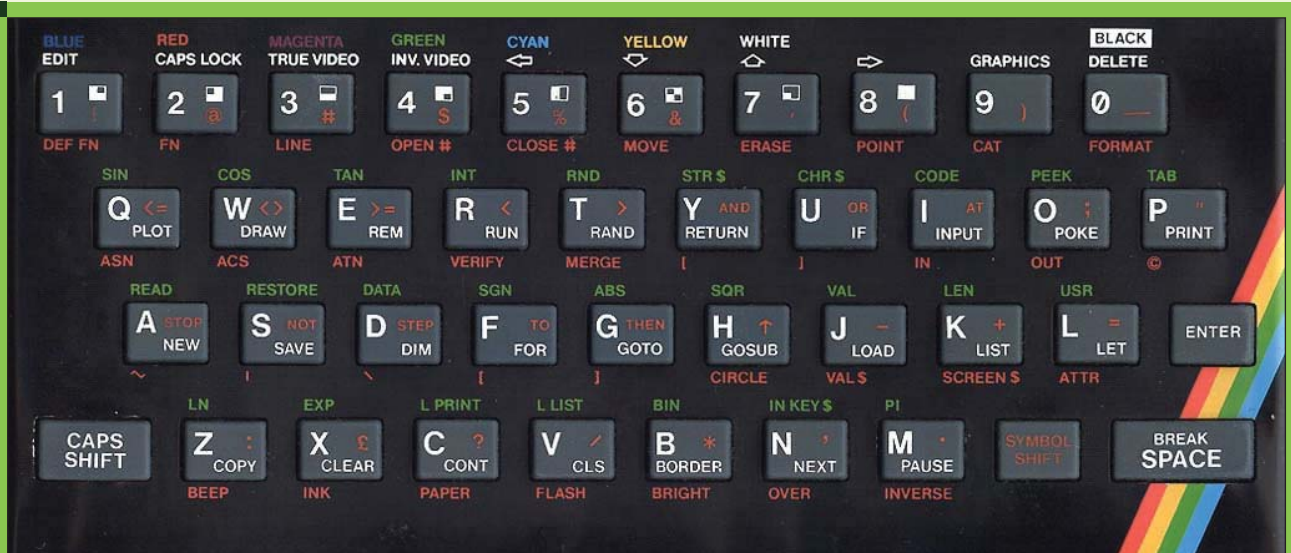 BLUE RED MAGENTA GREEN CYAN YELLOW WHITE BLACK
EDIT CAPS LOCK TRUE VIDEO INV. VIDEO ⇦ ⇩ ⇧ ⇨ GRAPHICS DELETE
1 ! 2 @ 3 # 4 $ 5 % 6 & 7 ' 8 ( 9 ) 0 _
DEF FN FN LINE OPEN # CLOSE # MOVE ERASE POINT CAT FORMAT
SIN COS TAN INT RND STR $ CHR $ CODE PEEK TAB
Q <= W <> E >= R < T > Y AND U OR I AT O ; P "
PLOT DRAW REM RUN RAND RETURN IF INPUT POKE PRINT
ASN ACS ATN VERIFY MERGE [ ] IN OUT ©
READ RESTORE DATA SGN ABS SQR VAL LEN USR
A STOP S NOT D STEP F TO G THEN H ↑ J − K + L = ENTER
NEW SAVE DIM FOR GOTO GOSUB LOAD LIST LET
~ | \ [ ] CIRCLE VAL $ SCREEN $ ATTR
LN EXP L PRINT L LIST BIN IN KEY $ PI
CAPS Z : X £ C ? V / B * N , M . SYMBOL BREAK
SHIFT COPY CLEAR CONT CLS BORDER NEXT PAUSE SHIFT SPACE
BEEP INK PAPER FLASH BRIGHT OVER INVERSE